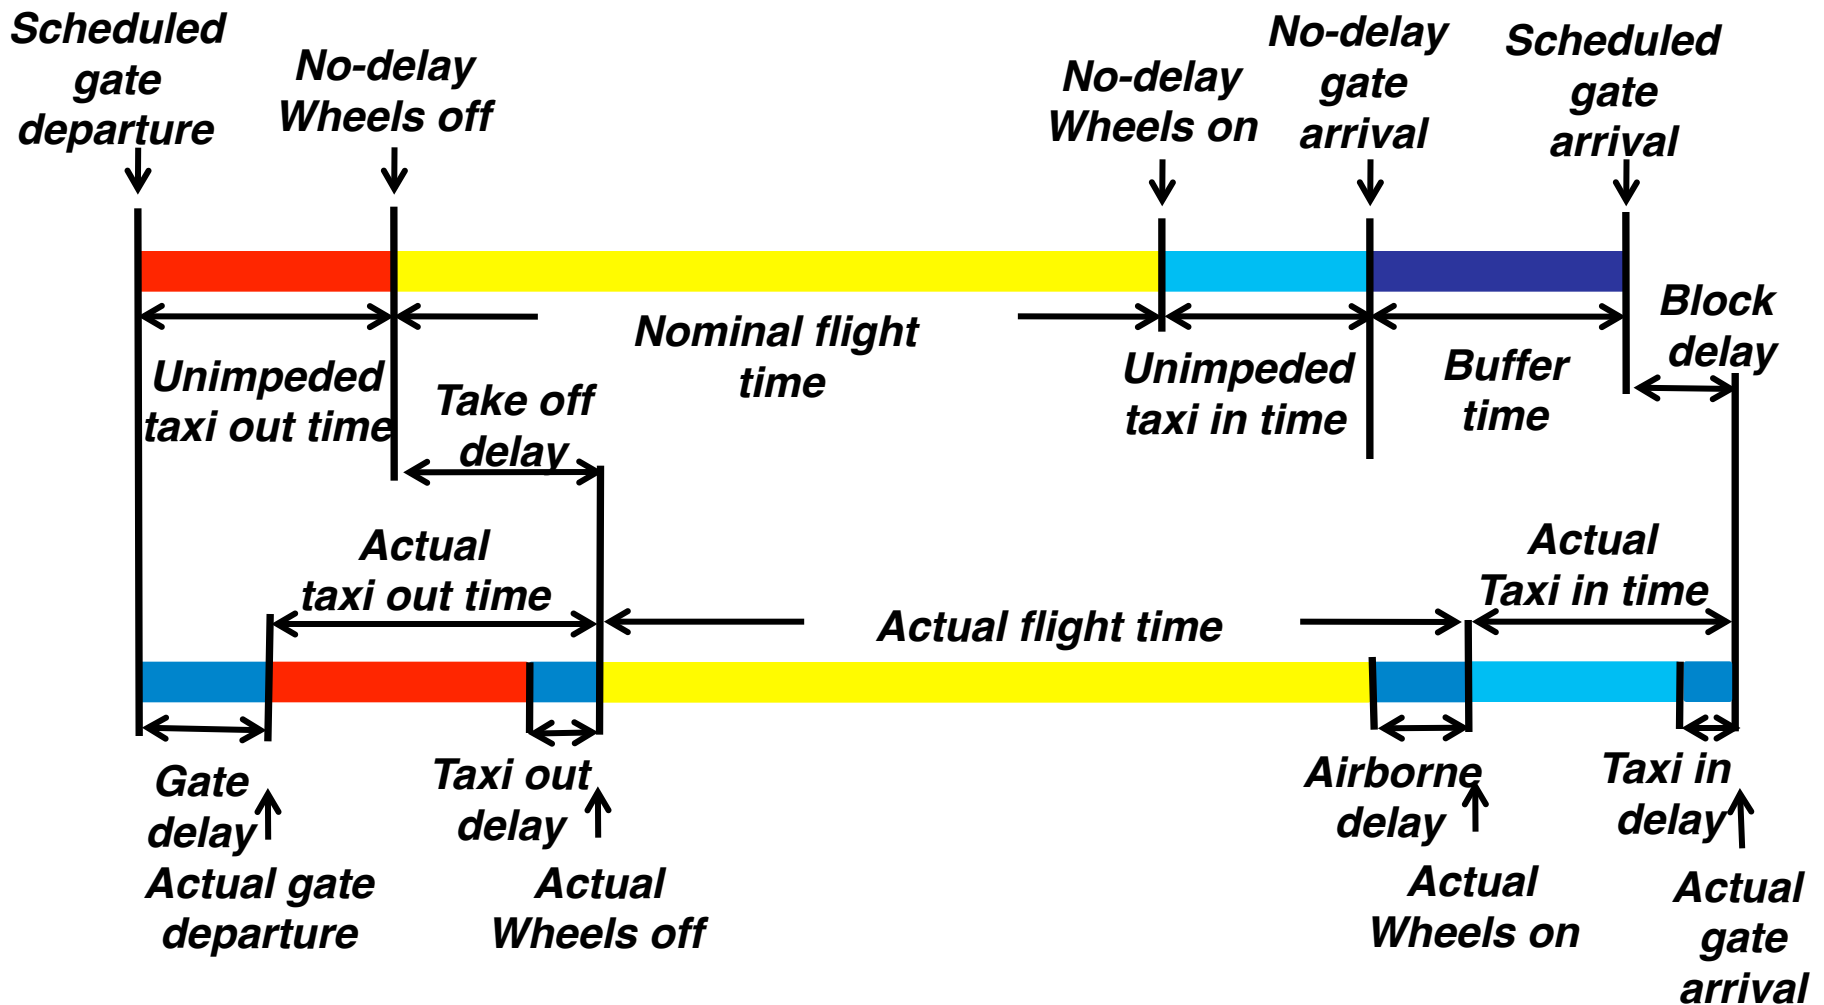 Scheduled
gate
departure
No-delay
Wheels off
No-delay
Wheels on
No-delay
gate
arrival
Scheduled
gate
arrival
Unimpeded
taxi out time
Nominal flight
time
Unimpeded
taxi in time
Buffer
time
Block
delay
Take off
delay
Actual
taxi out time
Actual flight time
Actual
Taxi in time
Gate
delay
Actual gate
departure
Taxi out
delay
Actual
Wheels off
Airborne
delay
Actual
Wheels on
Taxi in
delay
Actual
gate
arrival